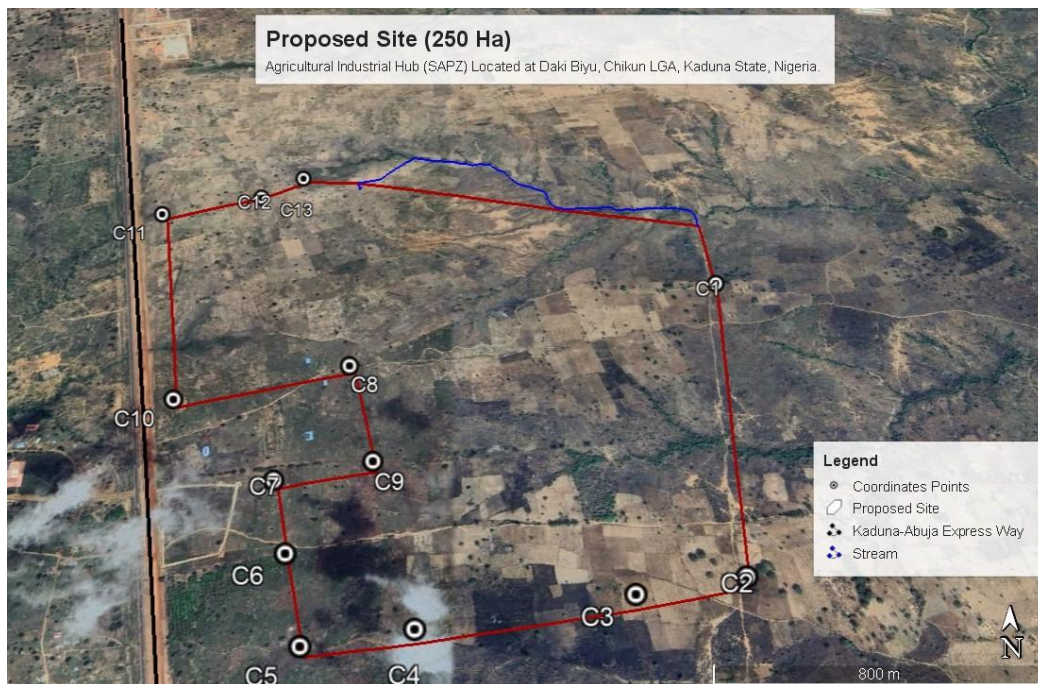 Proposed Site (250 Ha)
Agricultural Industrial Hub (SAPZ) Located at Daki Biyu, Chikun LGA, Kaduna State, Nigeria.
C12
C13
C11
C1
C8
C10
C9
C7
C6
C2
C3
C5
C4
Legend
Coordinates Points
Proposed Site
Kaduna-Abuja Express Way
Stream
N
800 m